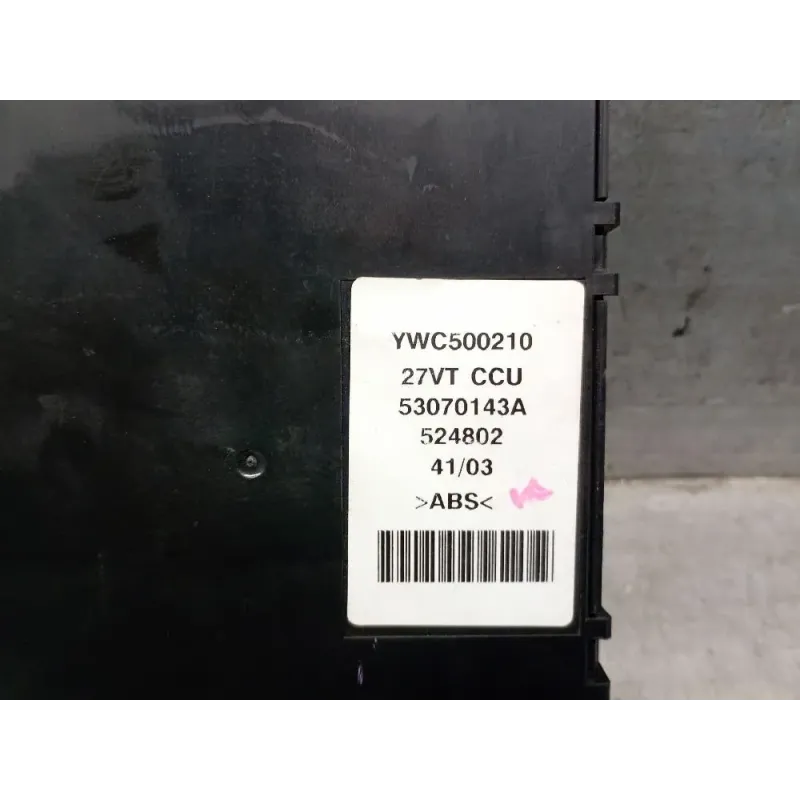 YWC500210
27VT CCU
53070143A
524802
41/03
>ABS<